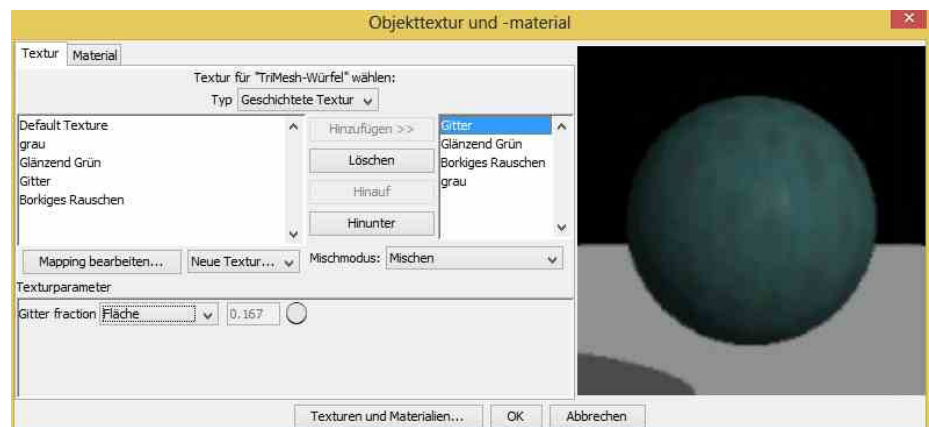 Objekttextur und -material
Textur Material
Textur für "TriMesh-Würfel" wählen:
Typ Geschichtete Textur
Default Texture
grau
Glänzend Grün
Gitter
Borkiges Rauschen
Hinzufügen >>
Löschen
Hinauf
Hinunter
Gitter
Glänzend Grün
Borkiges Rauschen
grau
Mapping bearbeiten... Neue Textur... Mischmodus: Mischen
Texturparameter
Gitter fraction Fläche 0.167
Texturen und Materialien... OK Abbrechen